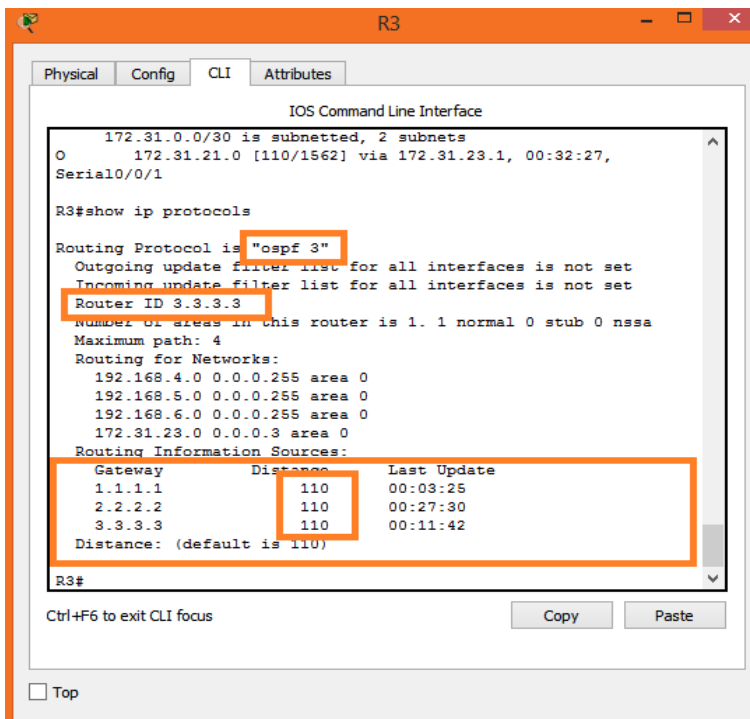 R3
Physical Config CLI Attributes
IOS Command Line Interface
172.31.0.0/30 is subnetted, 2 subnets
O 172.31.21.0 [110/1562] via 172.31.23.1, 00:32:27,
Serial0/0/1
R3#show ip protocols
Routing Protocol is "ospf 3"
Outgoing update filter list for all interfaces is not set
Incoming update filter list for all interfaces is not set
Router ID 3.3.3.3
Number of areas in this router is 1. 1 normal 0 stub 0 nssa
Maximum path: 4
Routing for Networks:
192.168.4.0 0.0.0.255 area 0
192.168.5.0 0.0.0.255 area 0
192.168.6.0 0.0.0.255 area 0
172.31.23.0 0.0.0.3 area 0
Routing Information Sources:
Gateway Distance Last Update
1.1.1.1 110 00:03:25
2.2.2.2 110 00:27:30
3.3.3.3 110 00:11:42
Distance: (default is 110)
R3#
Ctrl+F6 to exit CLI focus
Copy Paste
Top